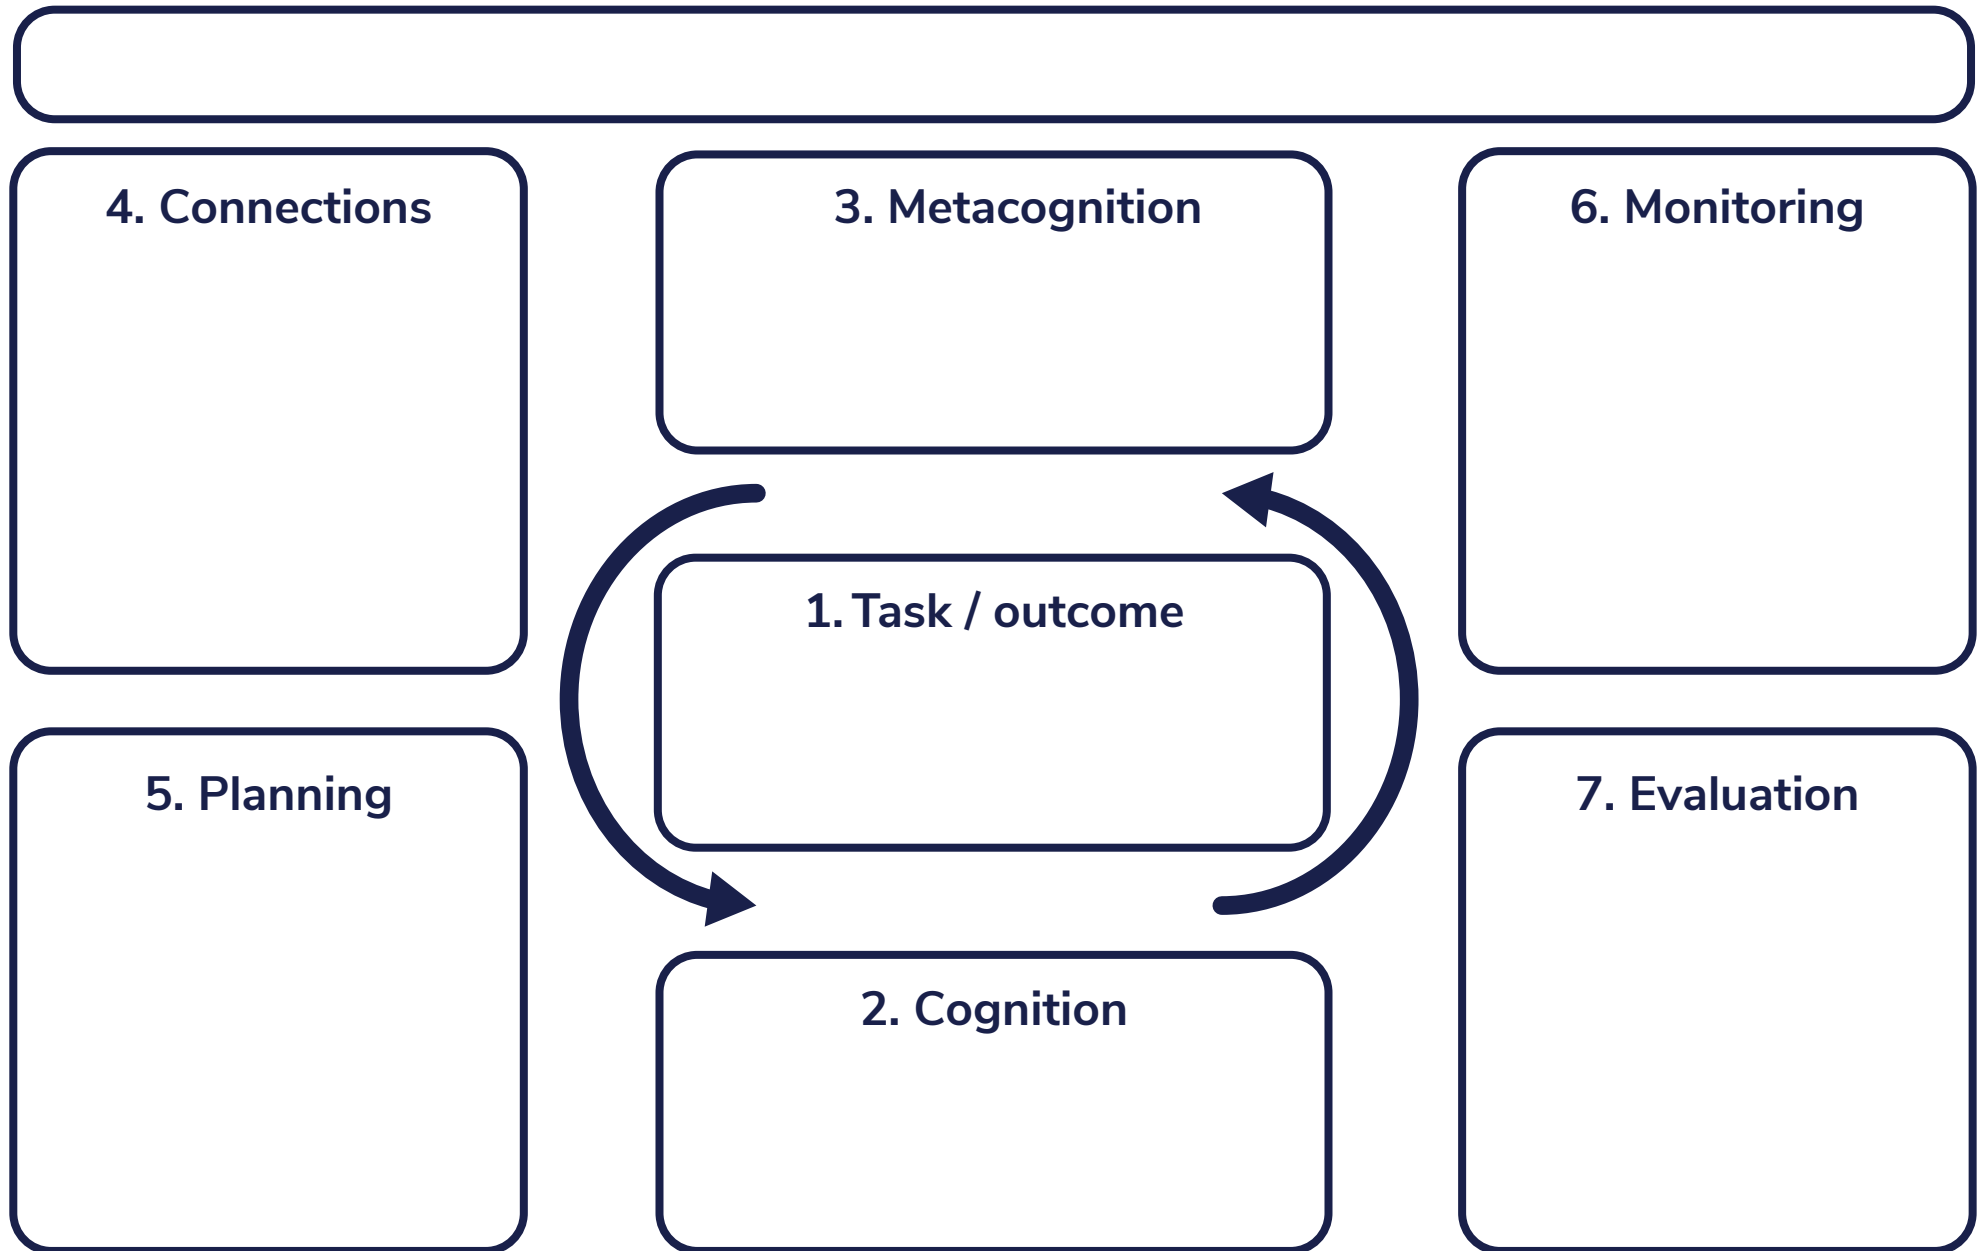 4. Connections
3. Metacognition
6. Monitoring
1. Task / outcome
5. Planning
7. Evaluation
2. Cognition